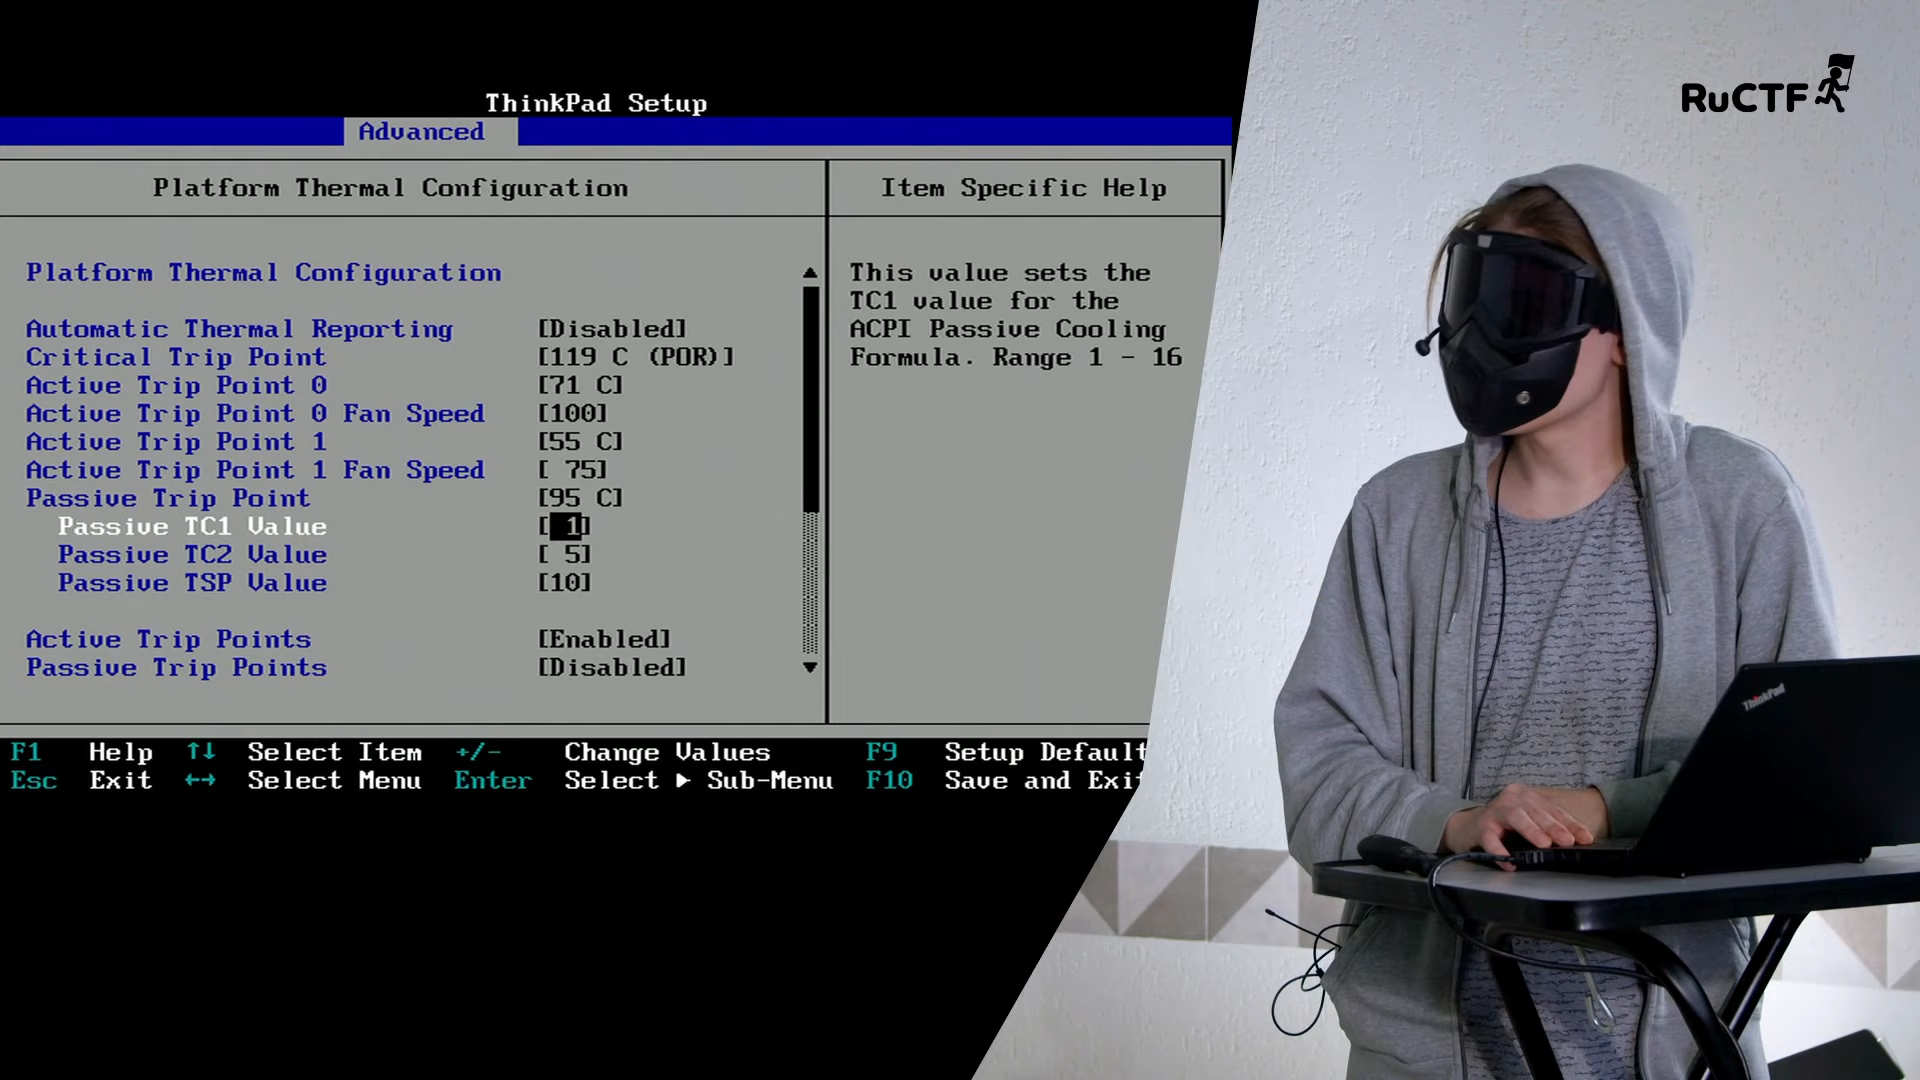 RuCTF
ThinkPad Setup
Advanced
Platform Thermal Configuration
Item Specific Help
Platform Thermal Configuration
Automatic Thermal Reporting [Disabled]
Critical Trip Point [119 C (POR)]
Active Trip Point 0 [71 C]
Active Trip Point 0 Fan Speed [100]
Active Trip Point 1 [55 C]
Active Trip Point 1 Fan Speed [ 75]
Passive Trip Point [95 C]
Passive TC1 Value [ 1]
Passive TC2 Value [ 5]
Passive TSP Value [10]
Active Trip Points [Enabled]
Passive Trip Points [Disabled]
This value sets the
TC1 value for the
ACPI Passive Cooling
Formula. Range 1 - 16
F1 Help ↑↓ Select Item +/- Change Values F9 Setup Default
Esc Exit ←→ Select Menu Enter Select ▶ Sub-Menu F10 Save and Exit
ThinkPad